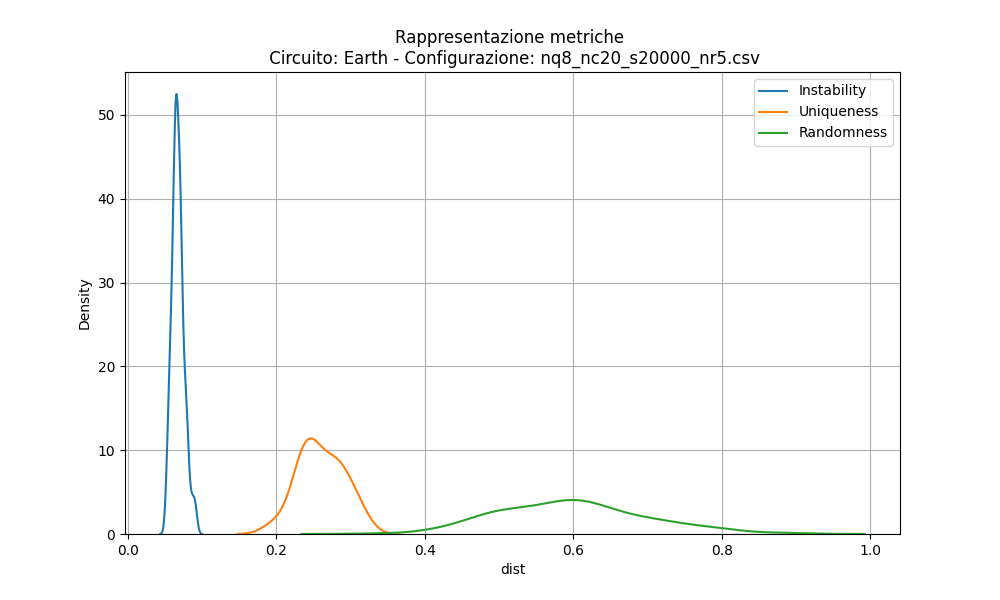 Rappresentazione metriche
Circuito: Earth - Configurazione: nq8_nc20_s20000_nr5.csv
Instability
Uniqueness
Randomness
Density
50
40
30
20
10
0
0.0 0.2 0.4 0.6 0.8 1.0
dist